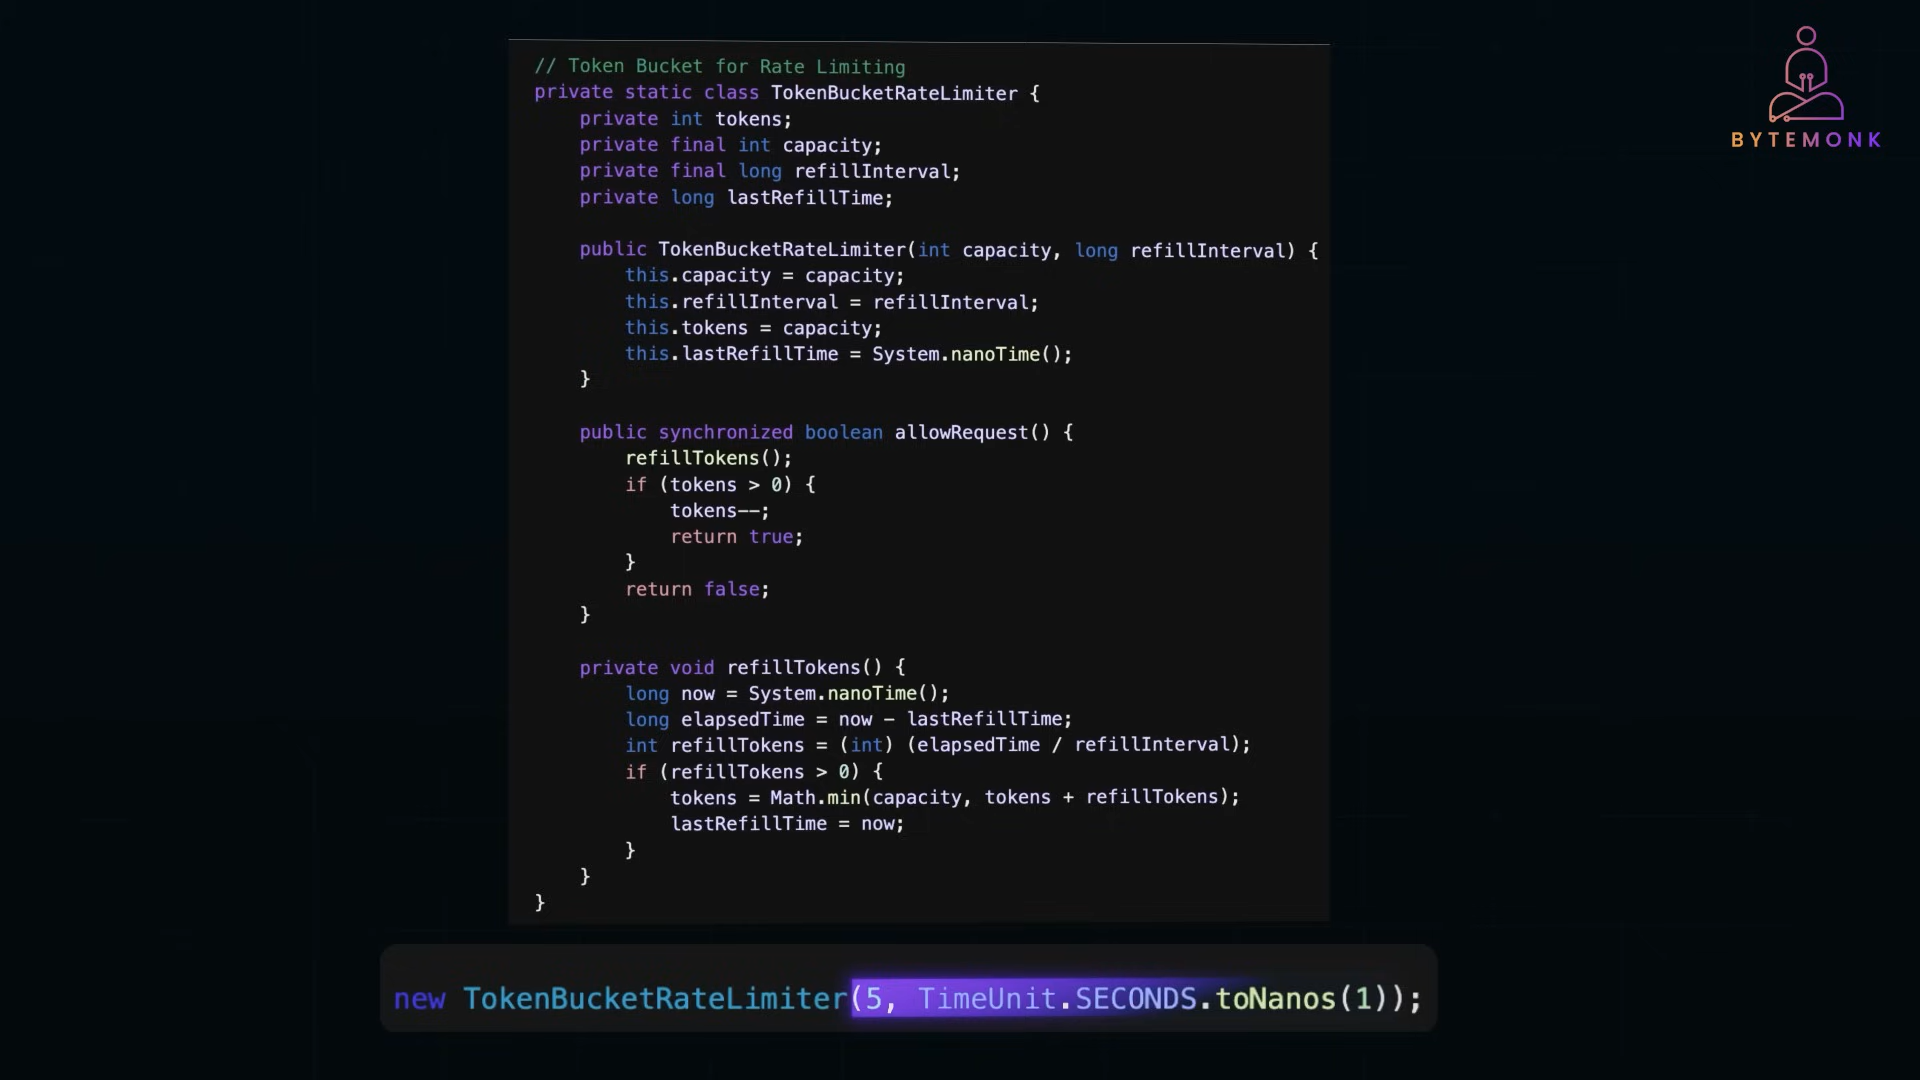 // Token Bucket for Rate Limiting
private static class TokenBucketRateLimiter {
    private int tokens;
    private final int capacity;
    private final long refillInterval;
    private long lastRefillTime;

    public TokenBucketRateLimiter(int capacity, long refillInterval) {
        this.capacity = capacity;
        this.refillInterval = refillInterval;
        this.tokens = capacity;
        this.lastRefillTime = System.nanoTime();
    }

    public synchronized boolean allowRequest() {
        refillTokens();
        if (tokens > 0) {
            tokens--;
            return true;
        }
        return false;
    }

    private void refillTokens() {
        long now = System.nanoTime();
        long elapsedTime = now - lastRefillTime;
        int refillTokens = (int) (elapsedTime / refillInterval);
        if (refillTokens > 0) {
            tokens = Math.min(capacity, tokens + refillTokens);
            lastRefillTime = now;
        }
    }
}
new TokenBucketRateLimiter(5, TimeUnit.SECONDS.toNanos(1));
BYTEMONK